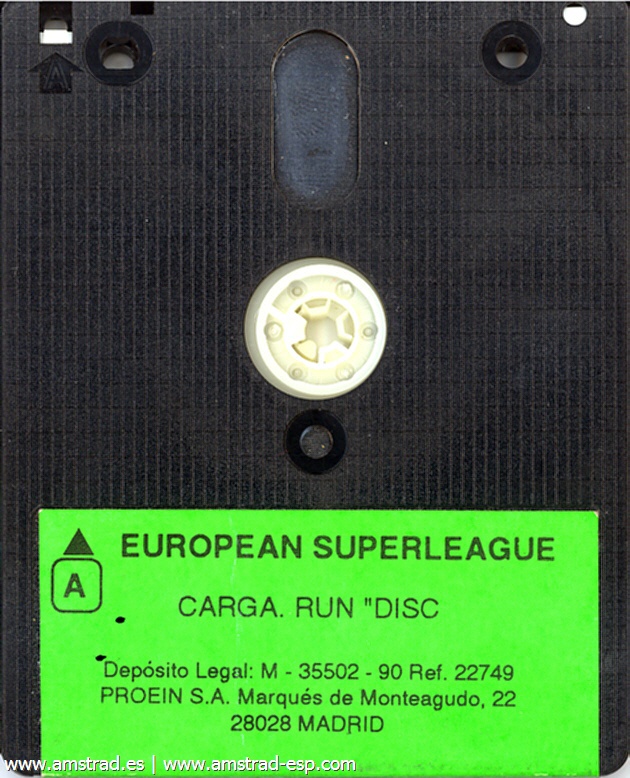 A
EUROPEAN SUPERLEAGUE
A
CARGA. RUN "DISC
Depósito Legal: M - 35502 - 90 Ref. 22749
PROEIN S.A. Marqués de Monteagudo, 22
28028 MADRID
www.amstrad.es | www.amstrad-esp.com